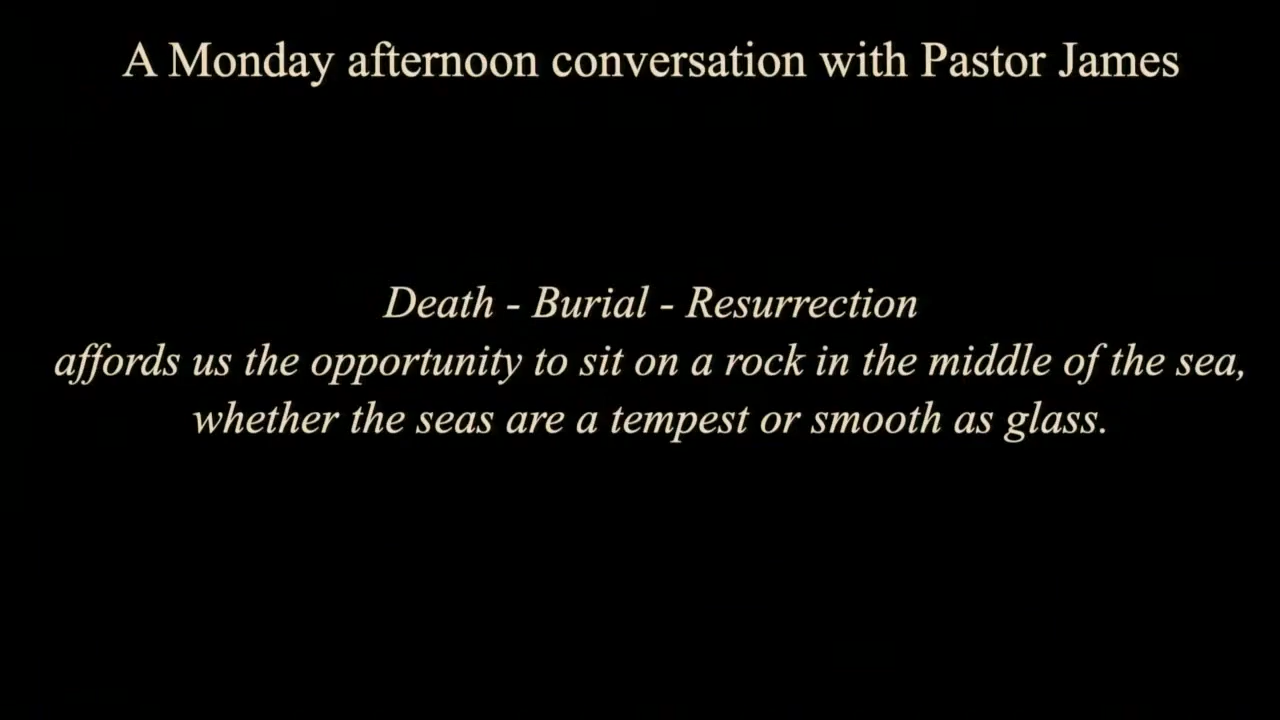 A Monday afternoon conversation with Pastor James
Death - Burial - Resurrection
affords us the opportunity to sit on a rock in the middle of the sea,
whether the seas are a tempest or smooth as glass.